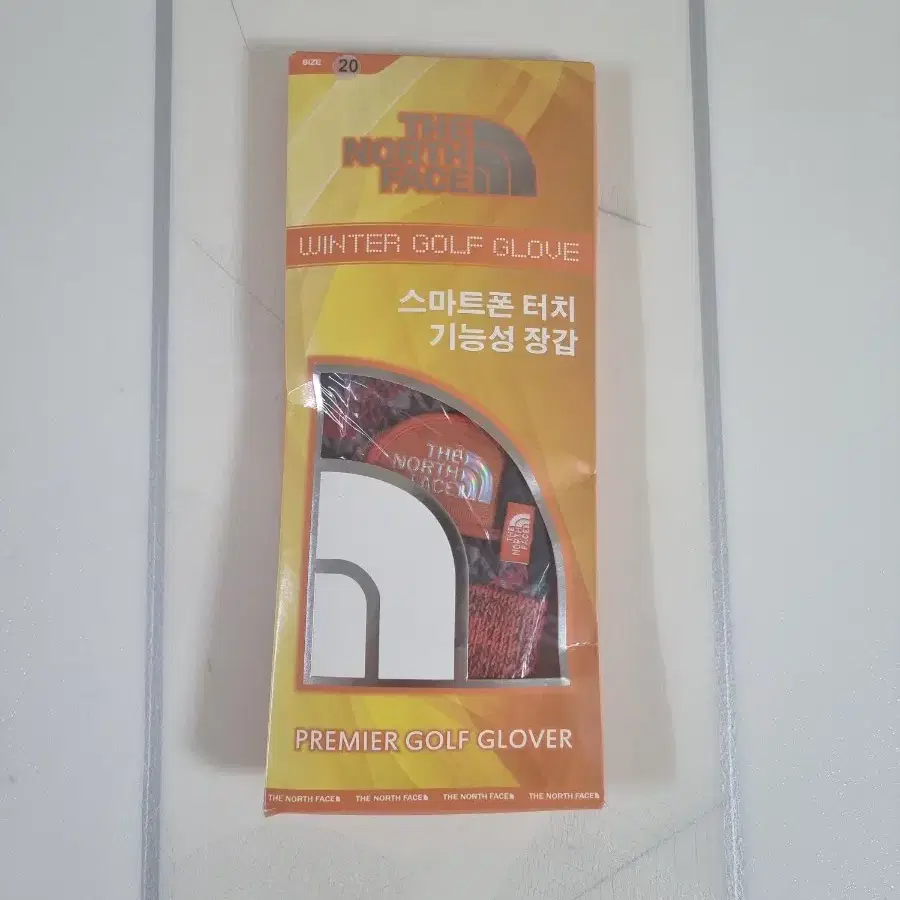 SIZE 20
THE
NORTH
FACE
WINTER GOLF GLOVE
스마트폰 터치
기능성 장갑
THE
NORTH
FACE
THE
NORTH
FACE
PREMIER GOLF GLOVER
THE NORTH FACE THE NORTH FACE THE NORTH FACE THE NORTH FACE